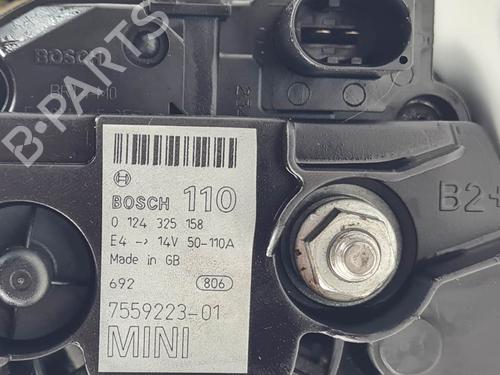 BOSCH
B-PARTS
BOSCH 110
0 124 325 158
E4 -> 14V 50-110A
Made in GB
692 806
7559223-01
MINI
B2+